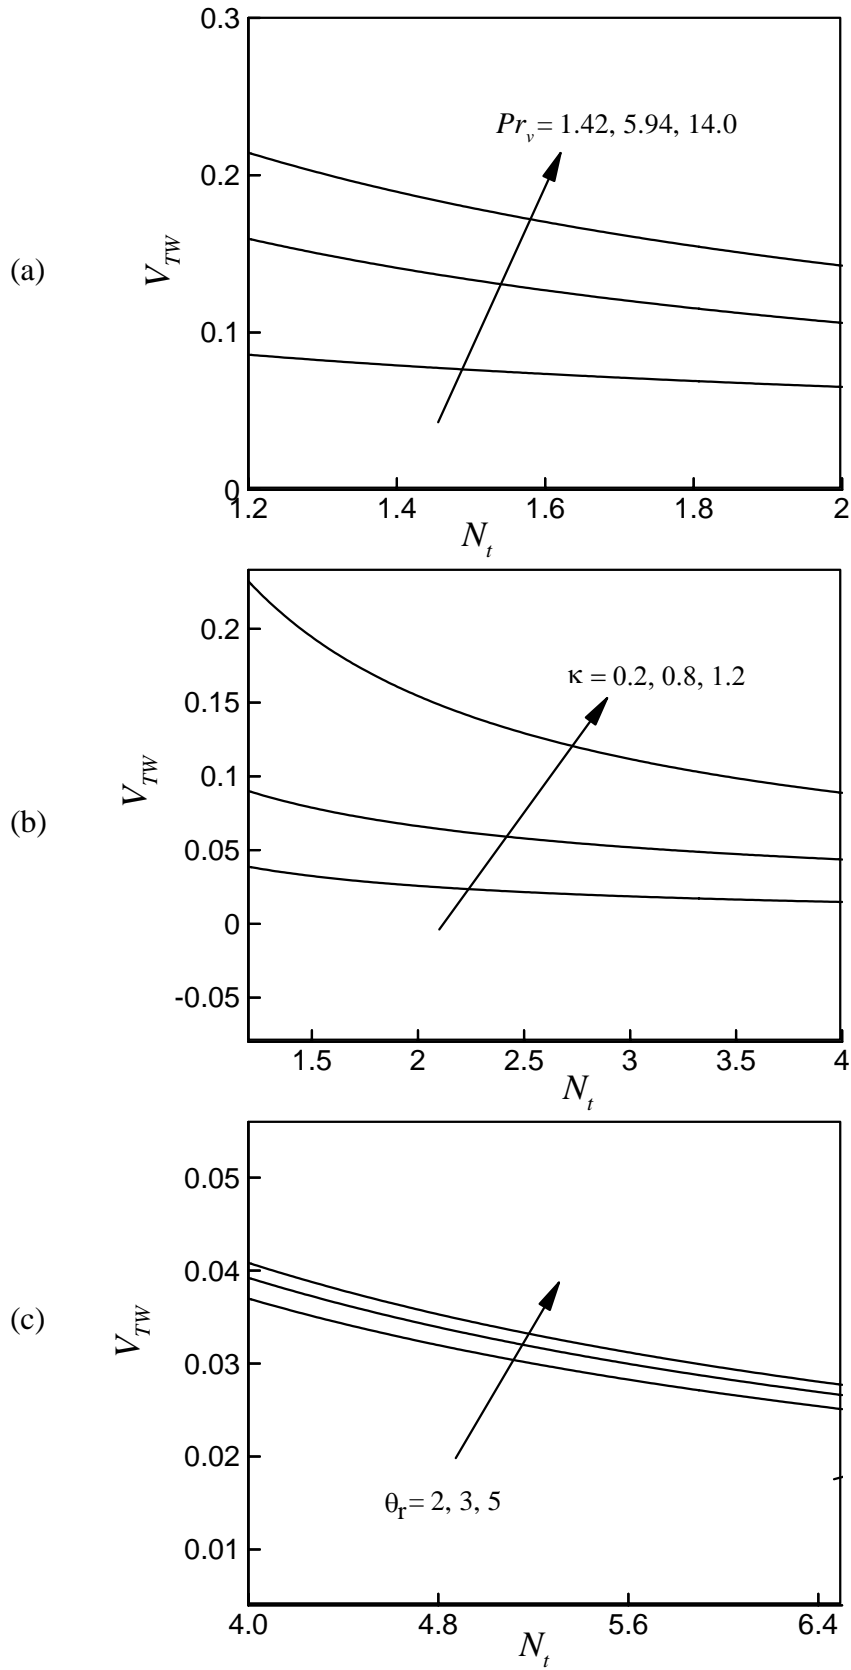 0.3
Pr_v = 1.42, 5.94, 14.0
0.2
(a)
V_TW
0.1
0
1.2 1.4 1.6 1.8 2
N_t
0.2
κ = 0.2, 0.8, 1.2
0.15
0.1
V_TW
(b)
0.05
0
-0.05
1.5 2 2.5 3 3.5 4
N_t
0.05
0.04
(c)
V_TW
0.03
0.02
θ_r = 2, 3, 5
0.01
4.0 4.8 5.6 6.4
N_t